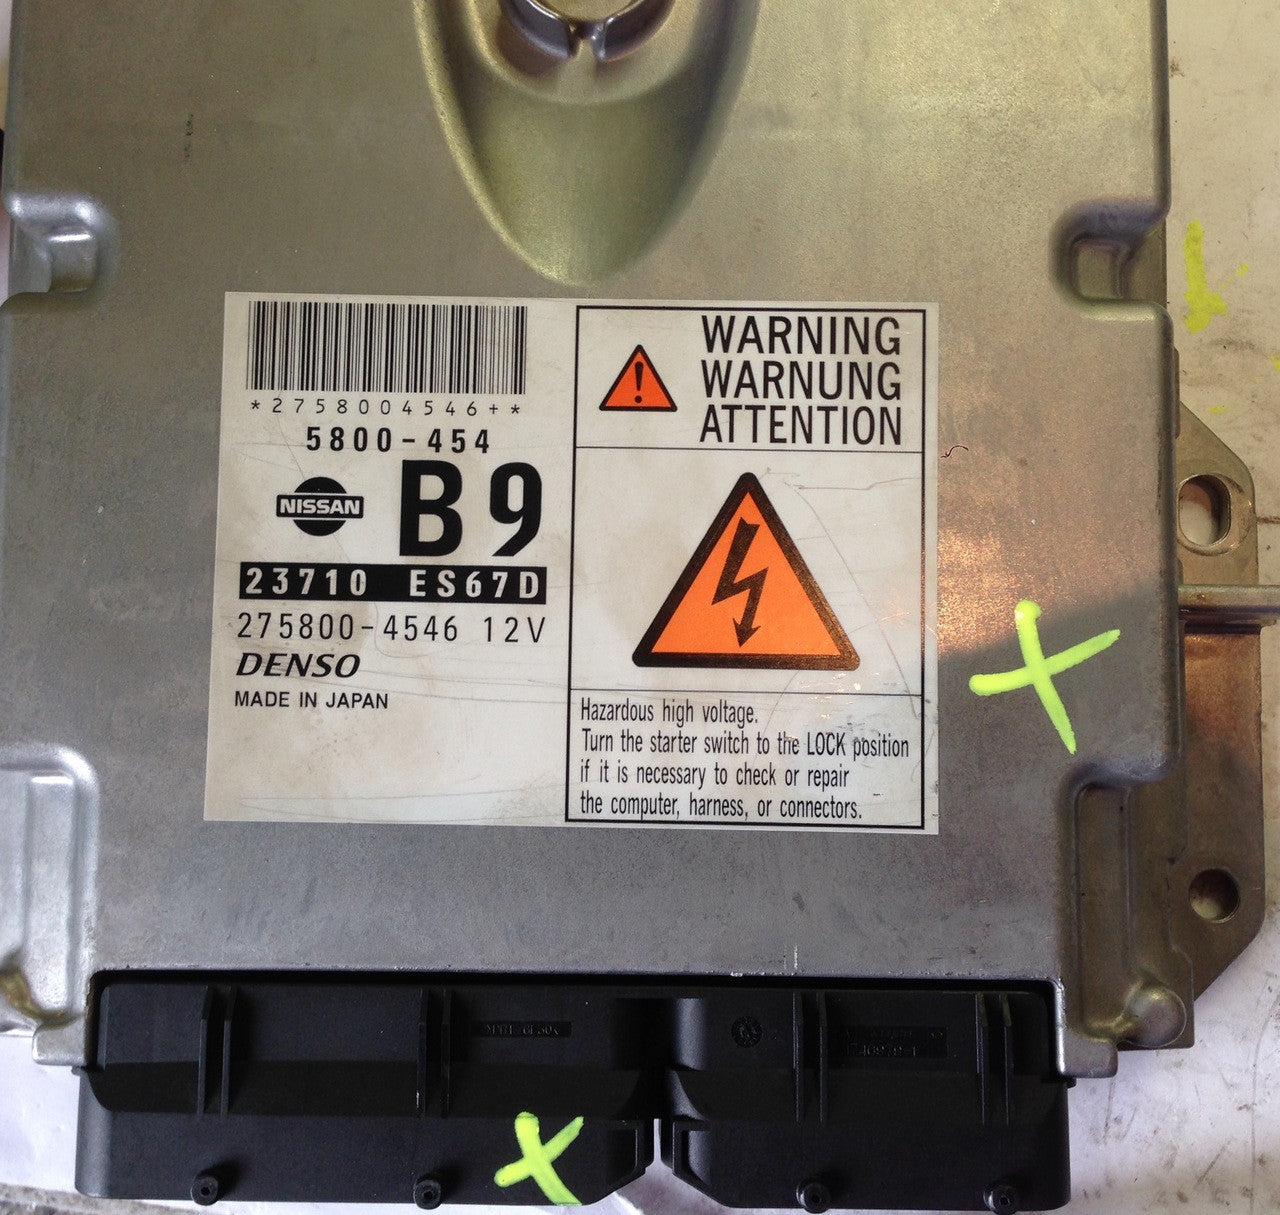 *2758004546+*
5800-454
NISSAN
B9
23710 ES67D
275800-4546 12V
DENSO
MADE IN JAPAN
WARNING
WARNUNG
ATTENTION
!
Hazardous high voltage.
Turn the starter switch to the LOCK position
if it is necessary to check or repair
the computer, harness, or connectors.